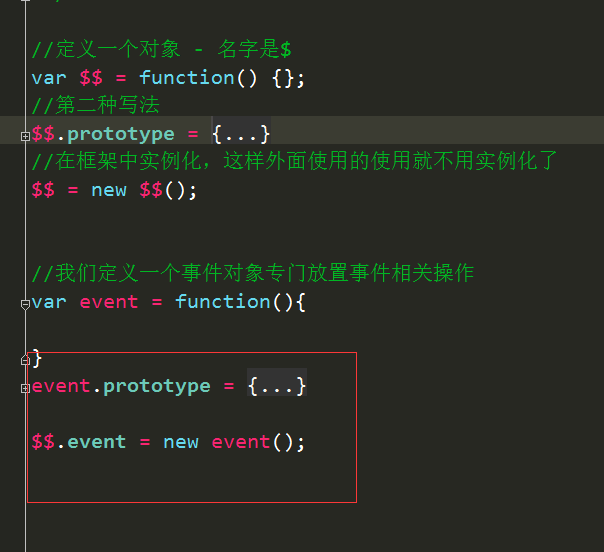 //定义一个对象 - 名字是$
var $$ = function() {};
//第二种写法
$$.prototype = {...}
//在框架中实例化，这样外面使用的使用就不用实例化了
$$ = new $$();
//我们定义一个事件对象专门放置事件相关操作
var event = function(){
}
event.prototype = {...}
$$.event = new event();